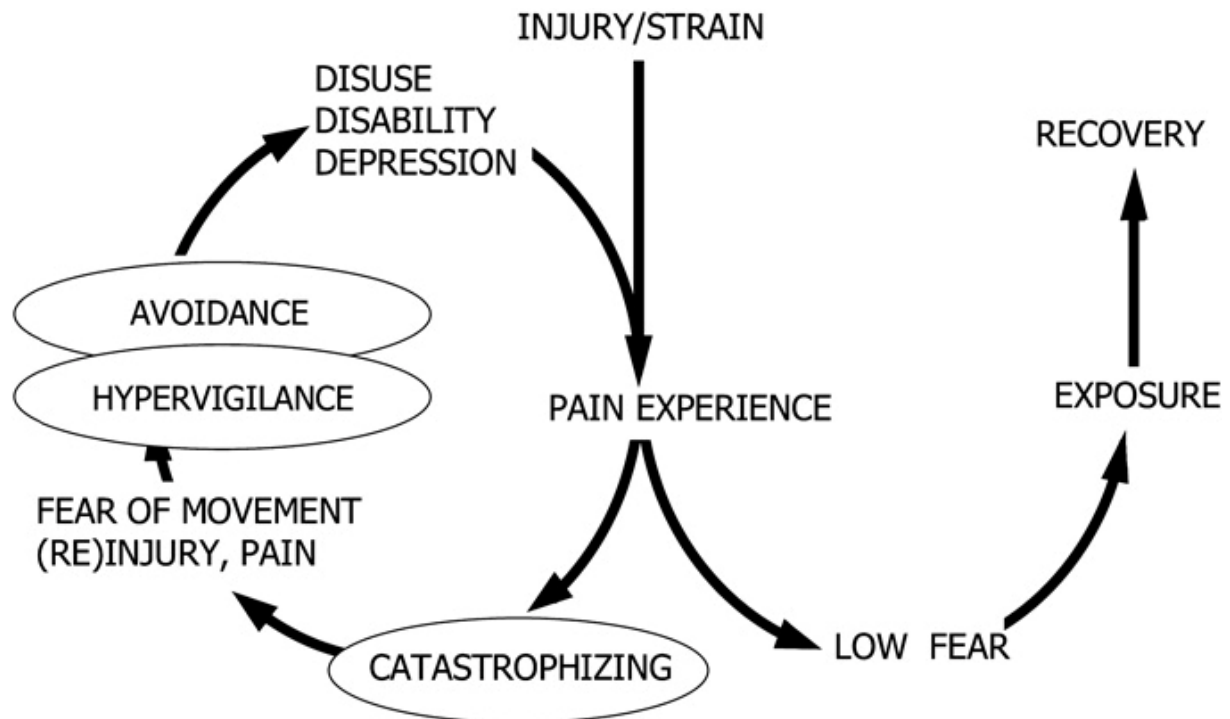 INJURY/STRAIN
DISUSE
DISABILITY
DEPRESSION
RECOVERY
AVOIDANCE
HYPERVIGILANCE
PAIN EXPERIENCE
EXPOSURE
FEAR OF MOVEMENT
(RE)INJURY, PAIN
CATASTROPHIZING
LOW FEAR